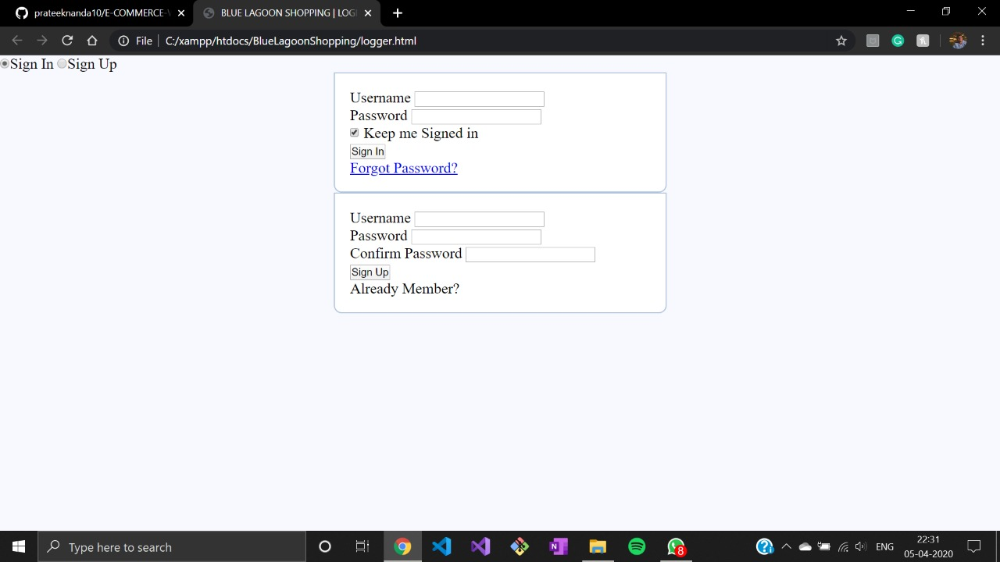 prateeknanda10/E-COMMERCE-
BLUE LAGOON SHOPPING | LOGI
File
C:/xampp/htdocs/BlueLagoonShopping/logger.html
Sign In Sign Up
Username
Password
Keep me Signed in
Sign In
Forgot Password?
Username
Password
Confirm Password
Sign Up
Already Member?
Type here to search
8
ENG
22:31
05-04-2020